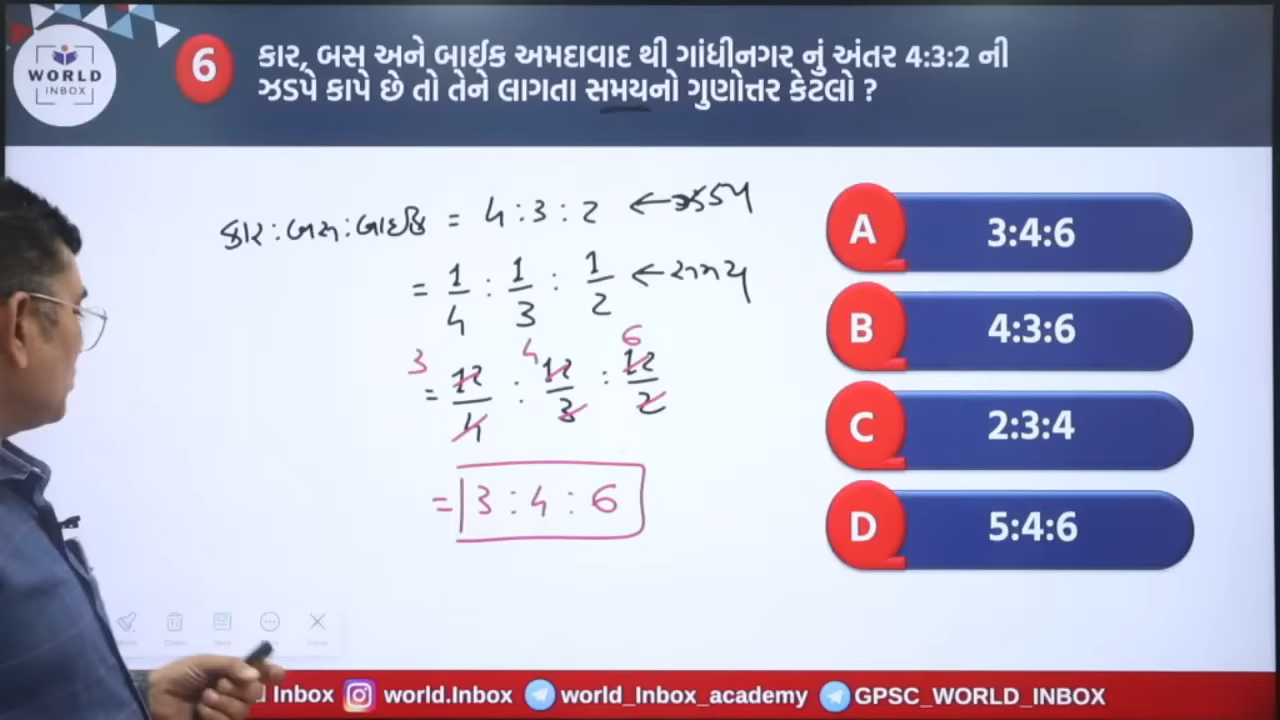 WORLD
INBOX
6
કાર, બસ અને બાઈક અમદાવાદ થી ગાંધીનગર નું અંતર 4:3:2 ની
ઝડપે કાપે છે તો તેને લાગતા સમયનો ગુણોત્તર કેટલો ?
કાર : બસ : બાઈક = 4 : 3 : 2 ← ઝડપ
= 1/4 : 1/3 : 1/2 ← સમય
3 4 6
= 12/4 : 12/3 : 12/2
= 3 : 4 : 6
A 3:4:6
B 4:3:6
C 2:3:4
D 5:4:6
Inbox world.Inbox world_Inbox_academy GPSC_WORLD_INBOX